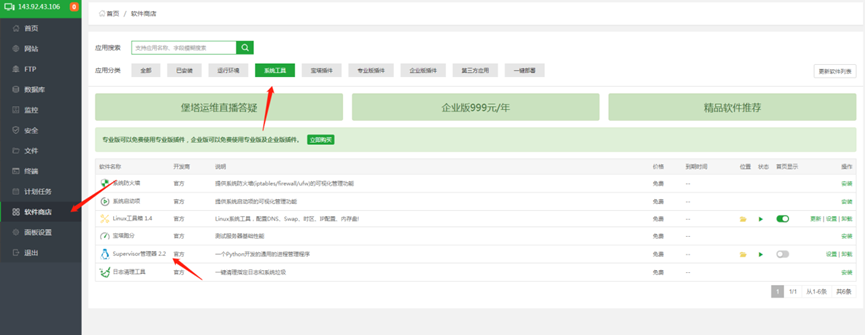 143.92.43.106 0
首页
网站
FTP
数据库
监控
安全
文件
终端
计划任务
软件商店
面板设置
退出
首页 / 软件商店
应用搜索 支持应用名称、字段模糊搜索
应用分类 全部 已安装 运行环境 系统工具 宝塔插件 专业版插件 企业版插件 第三方应用 一键部署 更新软件列表
堡塔运维直播答疑 企业版999元/年 精品软件推荐
专业版可以免费使用专业版插件，企业版可以免费使用专业版及企业版插件。 立即购买
软件名称 开发商 说明 价格 到期时间 位置 状态 首页显示 操作
系统防火墙 官方 提供系统防火墙(iptables/firewall/ufw)的可视化管理功能 免费 -- 安装
系统启动项 官方 提供系统启动项的可视化管理功能 免费 -- 安装
Linux工具箱 1.4 官方 Linux系统工具，配置DNS、Swap、时区、IP配置、内存盘! 免费 -- 更新 | 设置 | 卸载
宝塔跑分 官方 测试服务器基础性能 免费 -- 安装
Supervisor管理器 2.2 官方 一个Python开发的通用的进程管理程序 免费 -- 设置 | 卸载
日志清理工具 官方 一键清理指定日志和系统垃圾 免费 -- 安装
1 1/1 从1-6条 共6条